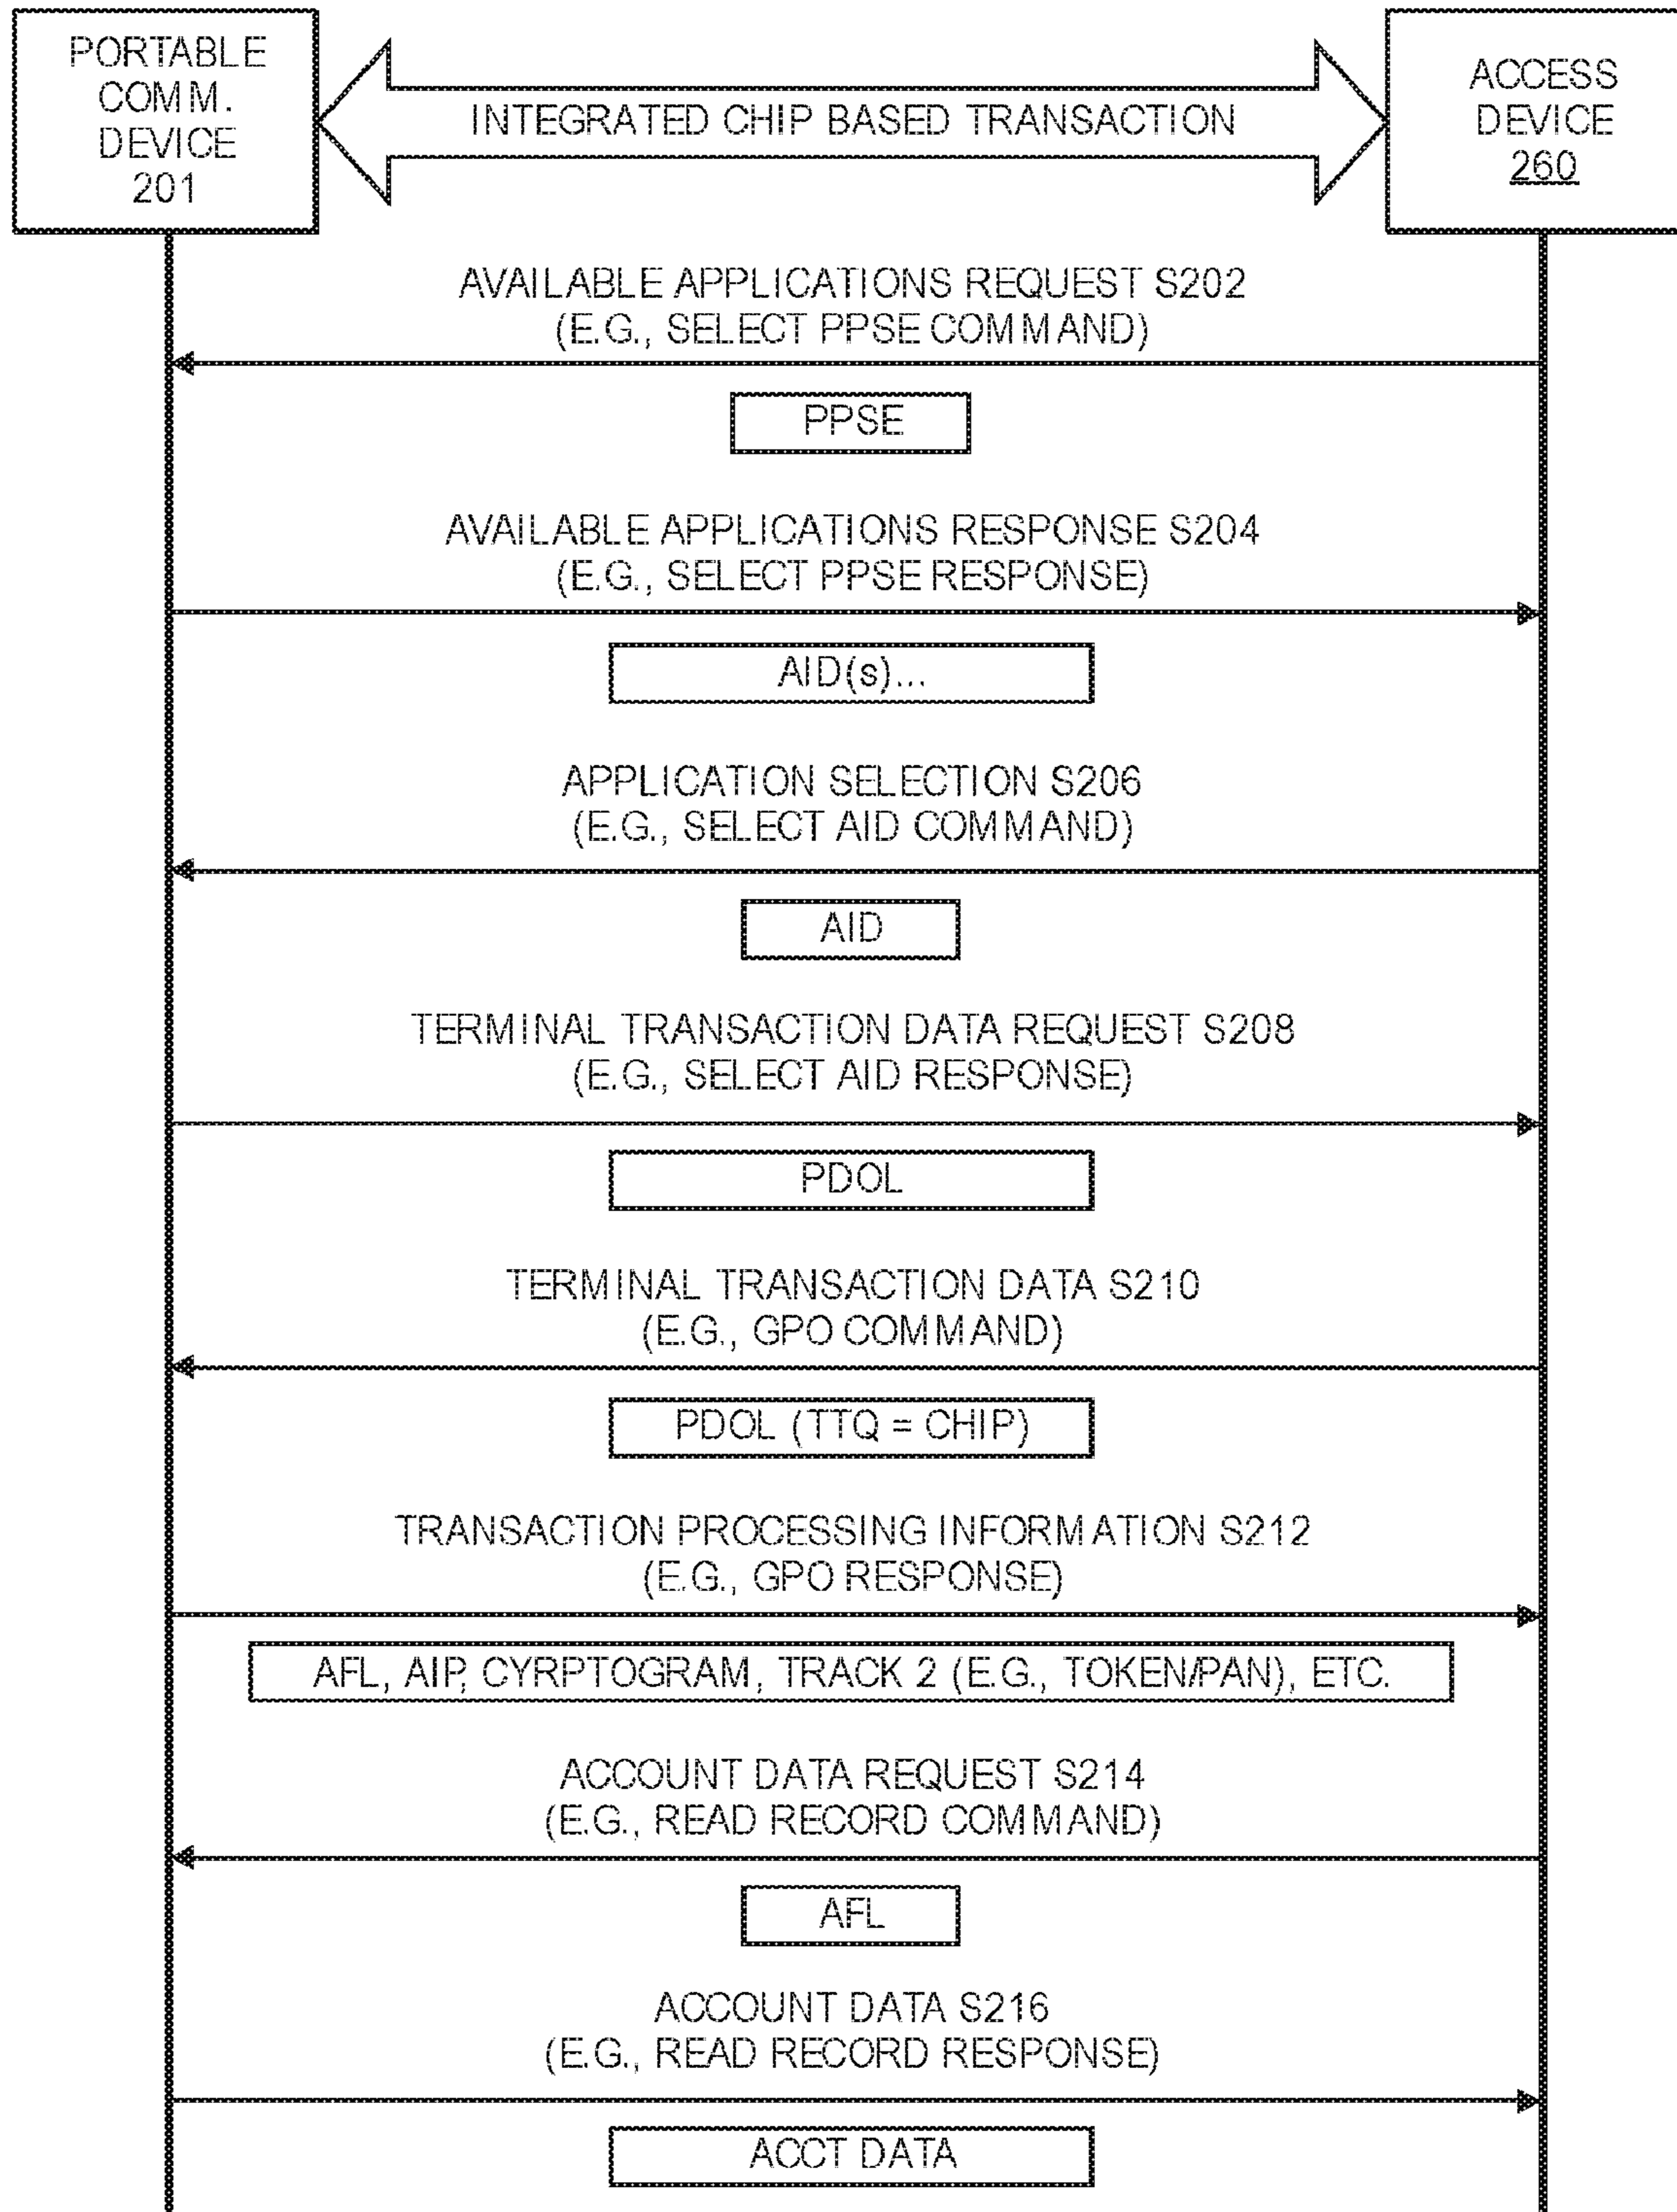 PORTABLE
COMM.
DEVICE
201
INTEGRATED CHIP BASED TRANSACTION
ACCESS
DEVICE
260
AVAILABLE APPLICATIONS REQUEST S202
(E.G., SELECT PPSE COMMAND)
PPSE
AVAILABLE APPLICATIONS RESPONSE S204
(E.G., SELECT PPSE RESPONSE)
AID(s)...
APPLICATION SELECTION S206
(E.G., SELECT AID COMMAND)
AID
TERMINAL TRANSACTION DATA REQUEST S208
(E.G., SELECT AID RESPONSE)
PDOL
TERMINAL TRANSACTION DATA S210
(E.G., GPO COMMAND)
PDOL (TTQ = CHIP)
TRANSACTION PROCESSING INFORMATION S212
(E.G., GPO RESPONSE)
AFL, AIP, CYRPTOGRAM, TRACK 2 (E.G., TOKEN/PAN), ETC.
ACCOUNT DATA REQUEST S214
(E.G., READ RECORD COMMAND)
AFL
ACCOUNT DATA S216
(E.G., READ RECORD RESPONSE)
ACCT DATA